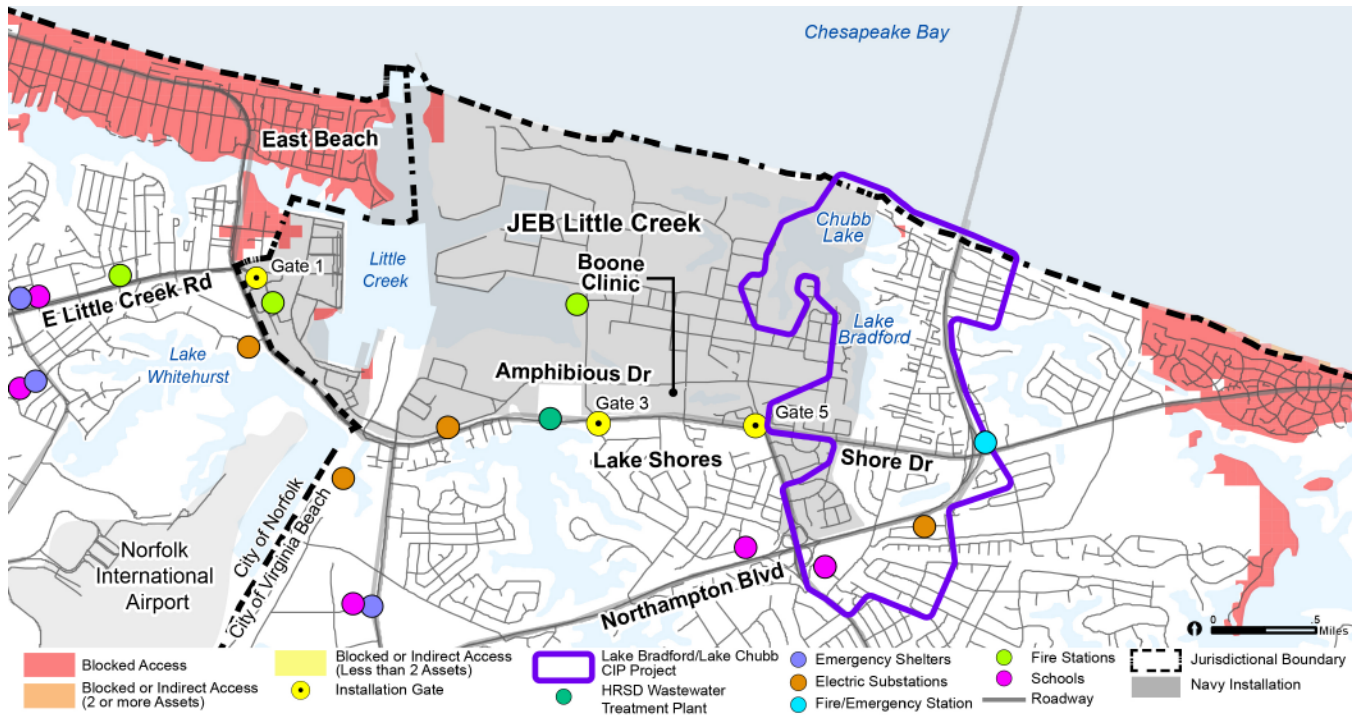 Chesapeake Bay
East Beach
JEB Little Creek
Chubb
Lake
Gate 1
Little
Creek
Boone
Clinic
E Little Creek Rd
Lake
Bradford
Lake
Whitehurst
Amphibious Dr
Gate 3
Gate 5
Lake Shores
Shore Dr
City of Norfolk
City of Virginia Beach
Norfolk
International
Airport
Northampton Blvd
0
.5
Miles
Blocked Access
Blocked or Indirect Access
(2 or more Assets)
Blocked or Indirect Access
(Less than 2 Assets)
Installation Gate
Lake Bradford/Lake Chubb
CIP Project
HRSD Wastewater
Treatment Plant
Emergency Shelters
Electric Substations
Fire/Emergency Station
Fire Stations
Schools
Roadway
Jurisdictional Boundary
Navy Installation